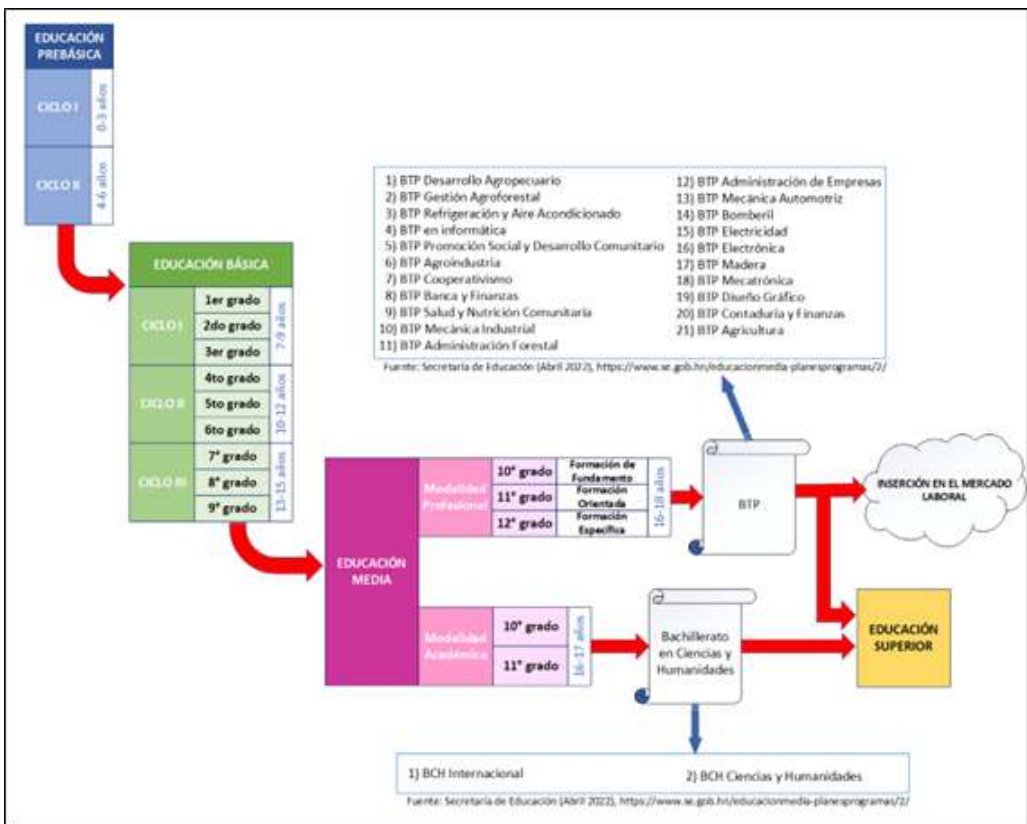 EDUCACIÓN
PREBÁSICA
CICLO I
0-3 años
CICLO II
4-6 años
EDUCACIÓN BÁSICA
CICLO I
1er grado
2do grado
3er grado
7-9 años
CICLO II
4to grado
5to grado
6to grado
10-12 años
CICLO III
7° grado
8° grado
9° grado
13-15 años
1) BTP Desarrollo Agropecuario
2) BTP Gestión Agroforestal
3) BTP Refrigeración y Aire Acondicionado
4) BTP en informática
5) BTP Promoción Social y Desarrollo Comunitario
6) BTP Agroindustria
7) BTP Cooperativismo
8) BTP Banca y Finanzas
9) BTP Salud y Nutrición Comunitaria
10) BTP Mecánica Industrial
11) BTP Administración Forestal
12) BTP Administración de Empresas
13) BTP Mecánica Automotriz
14) BTP Bomberil
15) BTP Electricidad
16) BTP Electrónica
17) BTP Madera
18) BTP Mecatrónica
19) BTP Diseño Gráfico
20) BTP Contaduría y Finanzas
21) BTP Agricultura
Fuente: Secretaría de Educación (Abril 2022), https://www.se.gob.hn/educacionmedia-planesprogramas/2/
EDUCACIÓN
MEDIA
Modalidad
Profesional
10° grado
Formación de
Fundamento
11° grado
Formación
Orientada
12° grado
Formación
Específica
16-18 años
BTP
INSERCIÓN EN EL MERCADO
LABORAL
Modalidad
Académica
10° grado
11° grado
16-17 años
Bachillerato
en Ciencias y
Humanidades
EDUCACIÓN
SUPERIOR
1) BCH Internacional
2) BCH Ciencias y Humanidades
Fuente: Secretaría de Educación (Abril 2022), https://www.se.gob.hn/educacionmedia-planesprogramas/2/